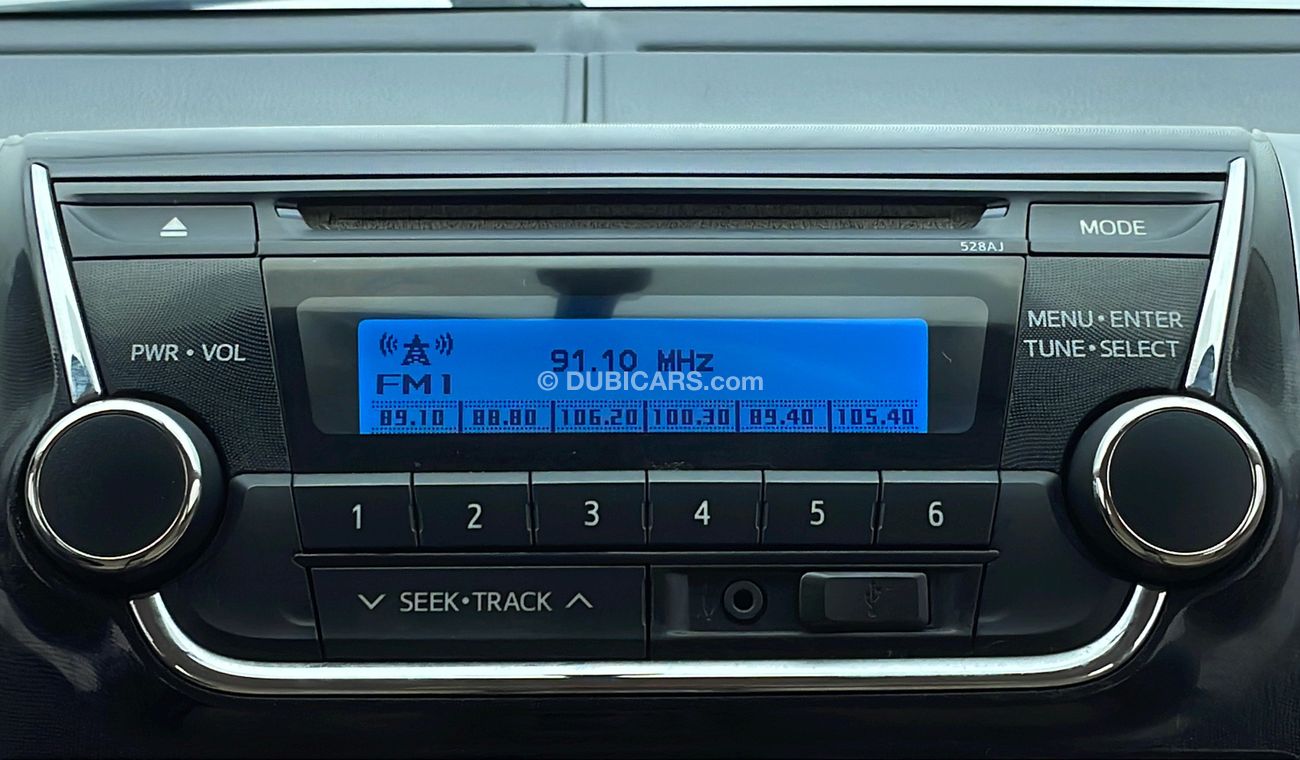 MODE
528AJ
PWR • VOL
MENU • ENTER
TUNE • SELECT
91.10 MHz
FM1
© DUBICARS.com
89.10 88.80 106.20 100.30 89.40 105.40
1 2 3 4 5 6
SEEK • TRACK